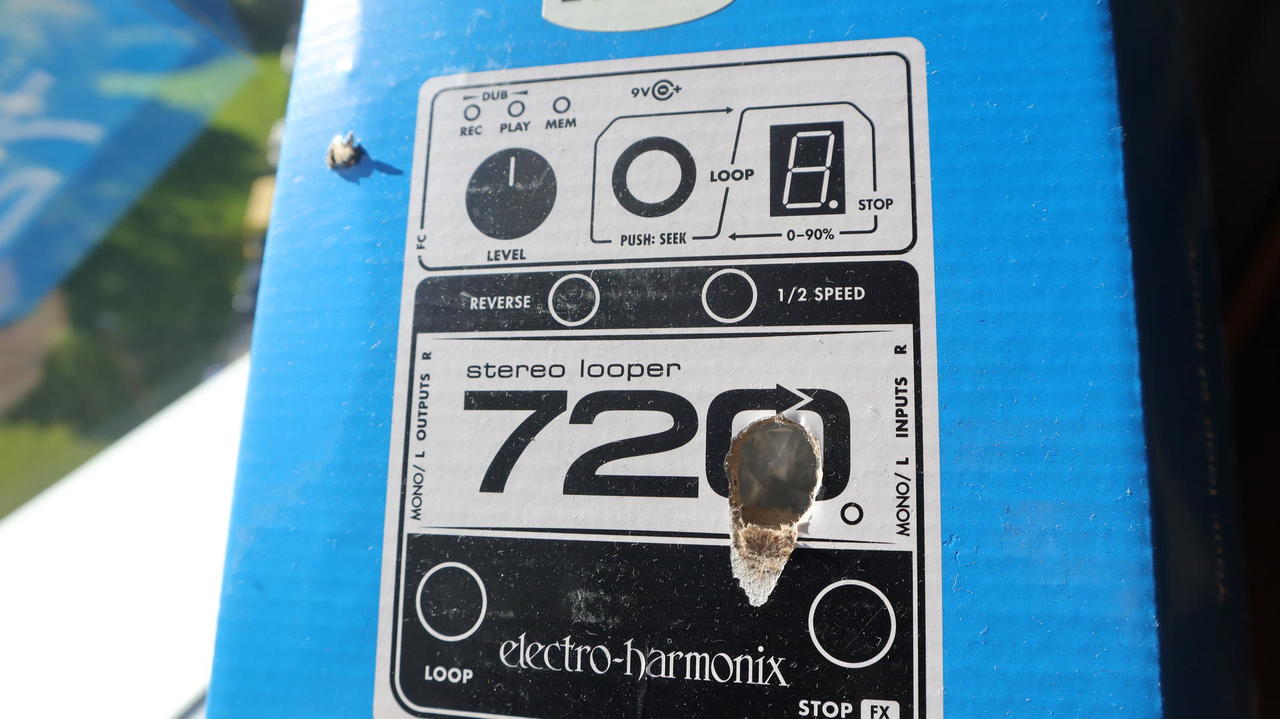 DUB
REC PLAY MEM
9V
LOOP
STOP
PUSH: SEEK
0-90%
LEVEL
FC
REVERSE
1/2 SPEED
MONO/ L OUTPUTS R
stereo looper
720
MONO/ L INPUTS R
electro-harmonix
LOOP
STOP FX